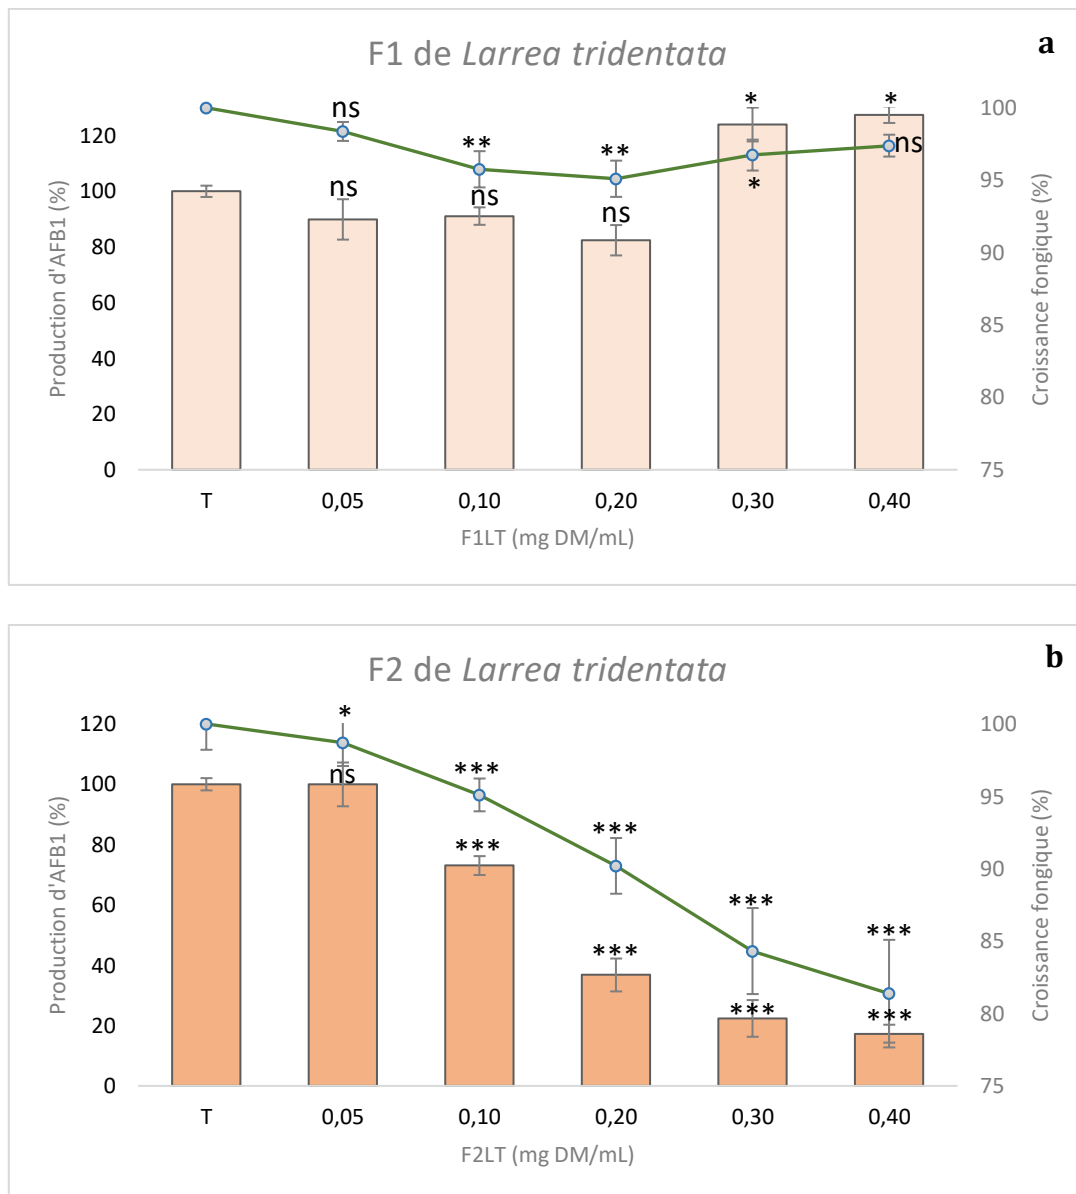 a
F1 de Larrea tridentata
Production d'AFB1 (%)
120
100
80
60
40
20
0
Croissance fongique (%)
100
95
90
85
80
75
ns
**
**
*
*
ns
ns
ns
ns
*
T 0,05 0,10 0,20 0,30 0,40
F1LT (mg DM/mL)
b
F2 de Larrea tridentata
Production d'AFB1 (%)
120
100
80
60
40
20
0
Croissance fongique (%)
100
95
90
85
80
75
*
***
***
***
***
ns
***
***
***
***
T 0,05 0,10 0,20 0,30 0,40
F2LT (mg DM/mL)